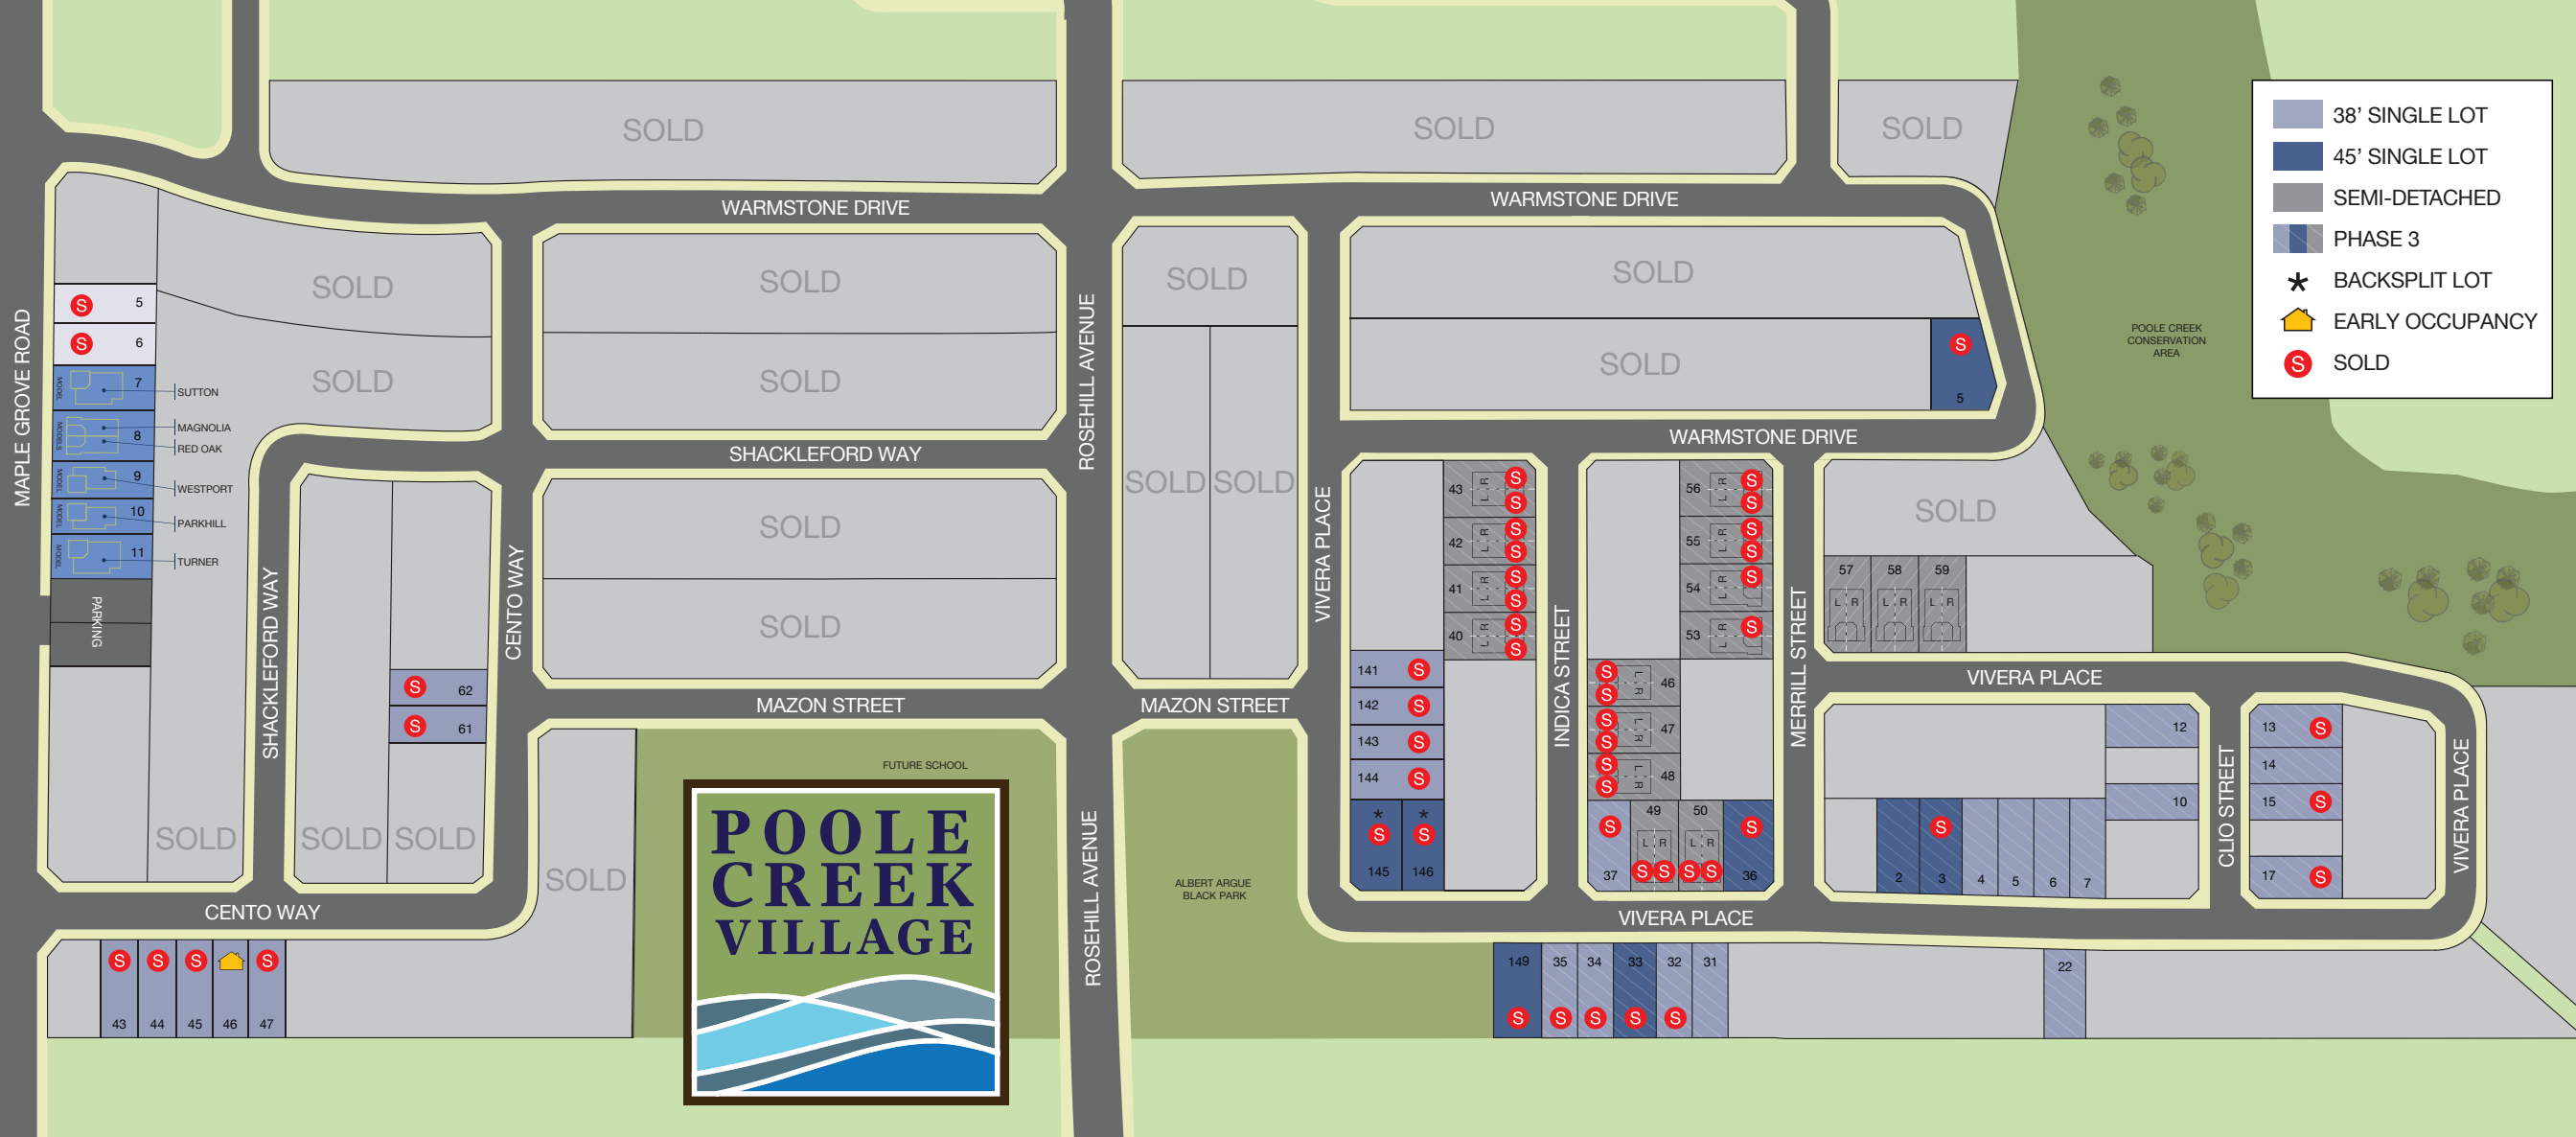 SOLD
SOLD
SOLD
38' SINGLE LOT
45' SINGLE LOT
SEMI-DETACHED
PHASE 3
* BACKSPLIT LOT
EARLY OCCUPANCY
S SOLD
WARMSTONE DRIVE
WARMSTONE DRIVE
MAPLE GROVE ROAD
S 5
S 6
MODEL 7 SUTTON
MODELS 8 MAGNOLIA
RED OAK
MODEL 9 WESTPORT
MODEL 10 PARKHILL
MODEL 11 TURNER
PARKING
SOLD
SOLD
SOLD
SOLD
SOLD
SHACKLEFORD WAY
SHACKLEFORD WAY
CENTO WAY
SOLD
SOLD
SOLD
SOLD
S 62
S 61
MAZON STREET
MAZON STREET
ROSEHILL AVENUE
ROSEHILL AVENUE
SOLD
SOLD SOLD
VIVERA PLACE
SOLD
SOLD
S
5
POOLE CREEK
CONSERVATION
AREA
WARMSTONE DRIVE
43 L R S S
42 L R S S
41 L R S S
40 L R S S
141 S
142 S
143 S
144 S
* *
S S
145 146
INDICA STREET
56 L R S S
55 L R S S
54 L R S
53 L R S
S S L R 46
S S L R 47
S S L R 48
S 49 50 S
L R L R
37 S S S S 36
MERRILL STREET
SOLD
57 58 59
L R L R L R
VIVERA PLACE
12
10
S
2 3 4 5 6 7
CLIO STREET
13 S
14
15 S
17 S
VIVERA PLACE
VIVERA PLACE
149 35 34 33 32 31
S S S S S
22
FUTURE SCHOOL
POOLE
CREEK
VILLAGE
ALBERT ARGUE
BLACK PARK
SOLD
CENTO WAY
S S S S
43 44 45 46 47